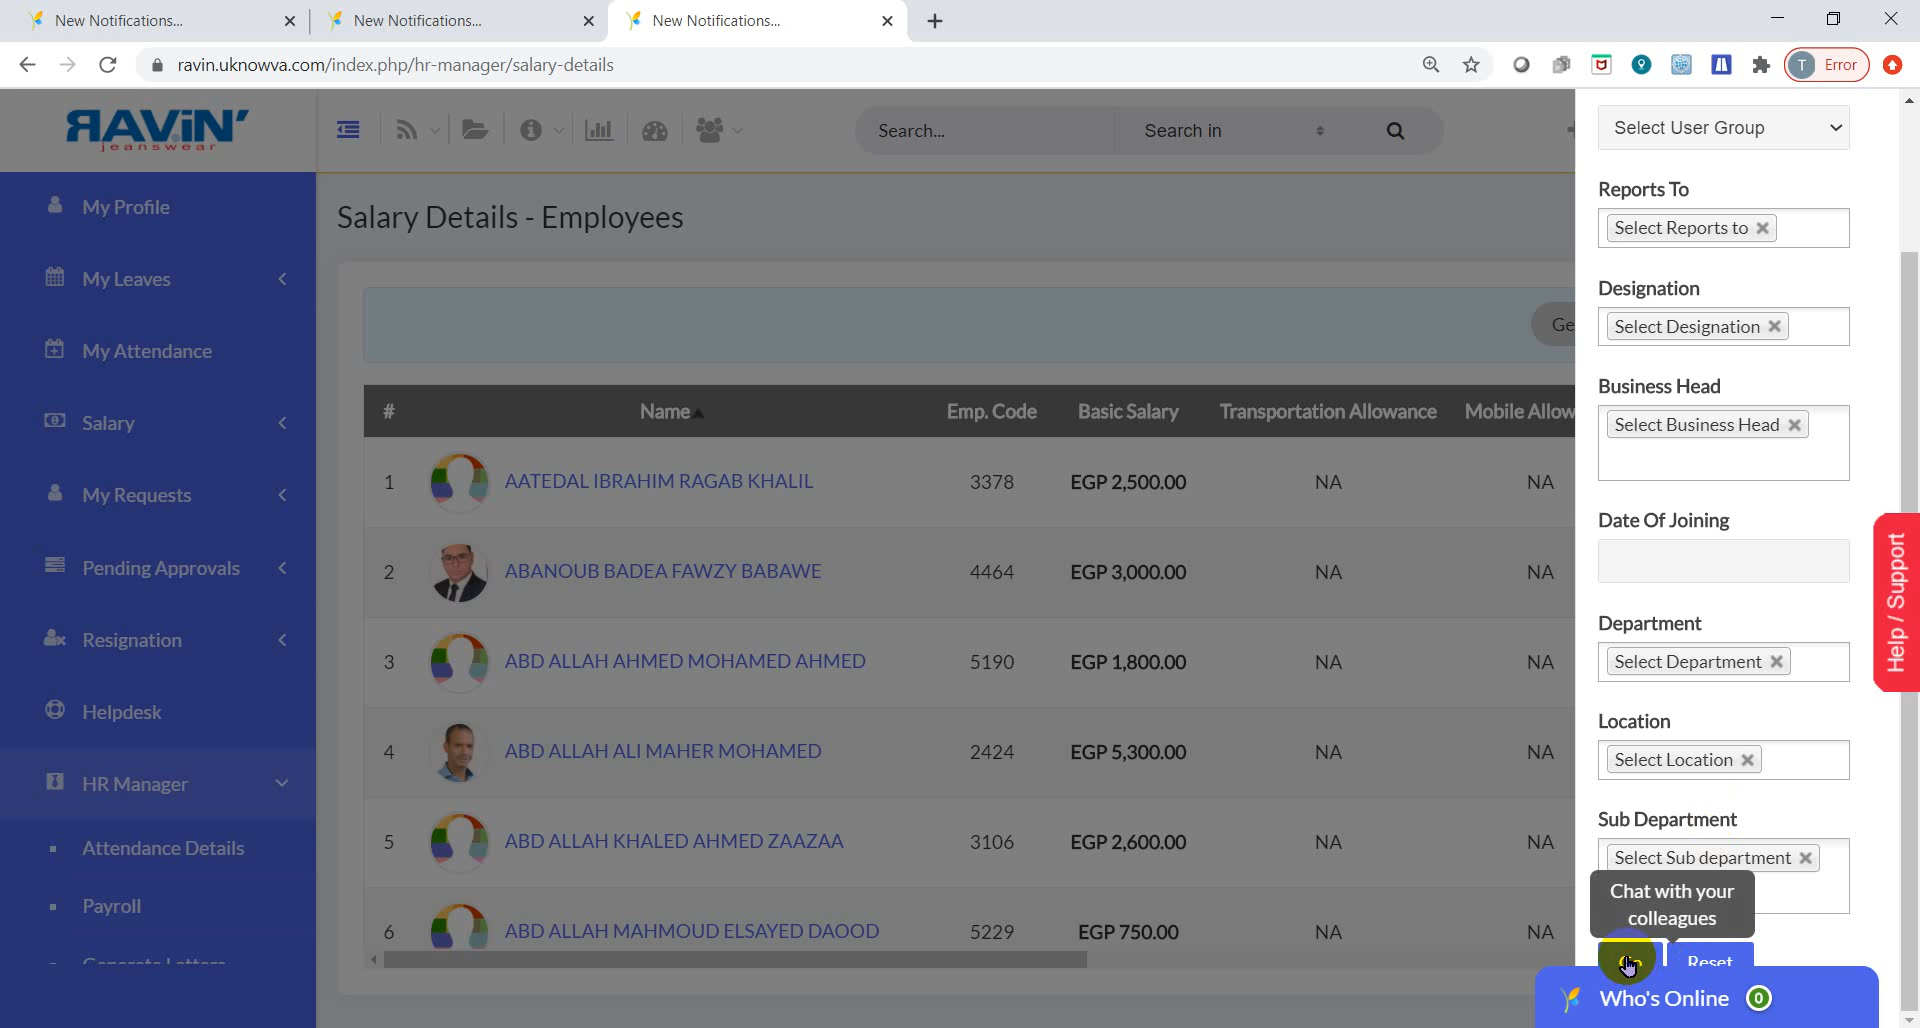 New Notifications...
New Notifications...
New Notifications...
ravin.uknowva.com/index.php/hr-manager/salary-details
T Error
RAVIN'
jeanswear
Search...
Search in
Select User Group
My Profile
My Leaves
My Attendance
Salary
My Requests
Pending Approvals
Resignation
Helpdesk
HR Manager
Attendance Details
Payroll
Generate Letters
Salary Details - Employees
Ge
# Name Emp. Code Basic Salary Transportation Allowance Mobile Allow
1 AATEDAL IBRAHIM RAGAB KHALIL 3378 EGP 2,500.00 NA NA
2 ABANOUB BADEA FAWZY BABAWE 4464 EGP 3,000.00 NA NA
3 ABD ALLAH AHMED MOHAMED AHMED 5190 EGP 1,800.00 NA NA
4 ABD ALLAH ALI MAHER MOHAMED 2424 EGP 5,300.00 NA NA
5 ABD ALLAH KHALED AHMED ZAAZAA 3106 EGP 2,600.00 NA NA
6 ABD ALLAH MAHMOUD ELSAYED DAOOD 5229 EGP 750.00 NA NA
Reports To
Select Reports to
Designation
Select Designation
Business Head
Select Business Head
Date Of Joining
Department
Select Department
Location
Select Location
Sub Department
Select Sub department
Chat with your
colleagues
Go Reset
Who's Online 0
Help / Support